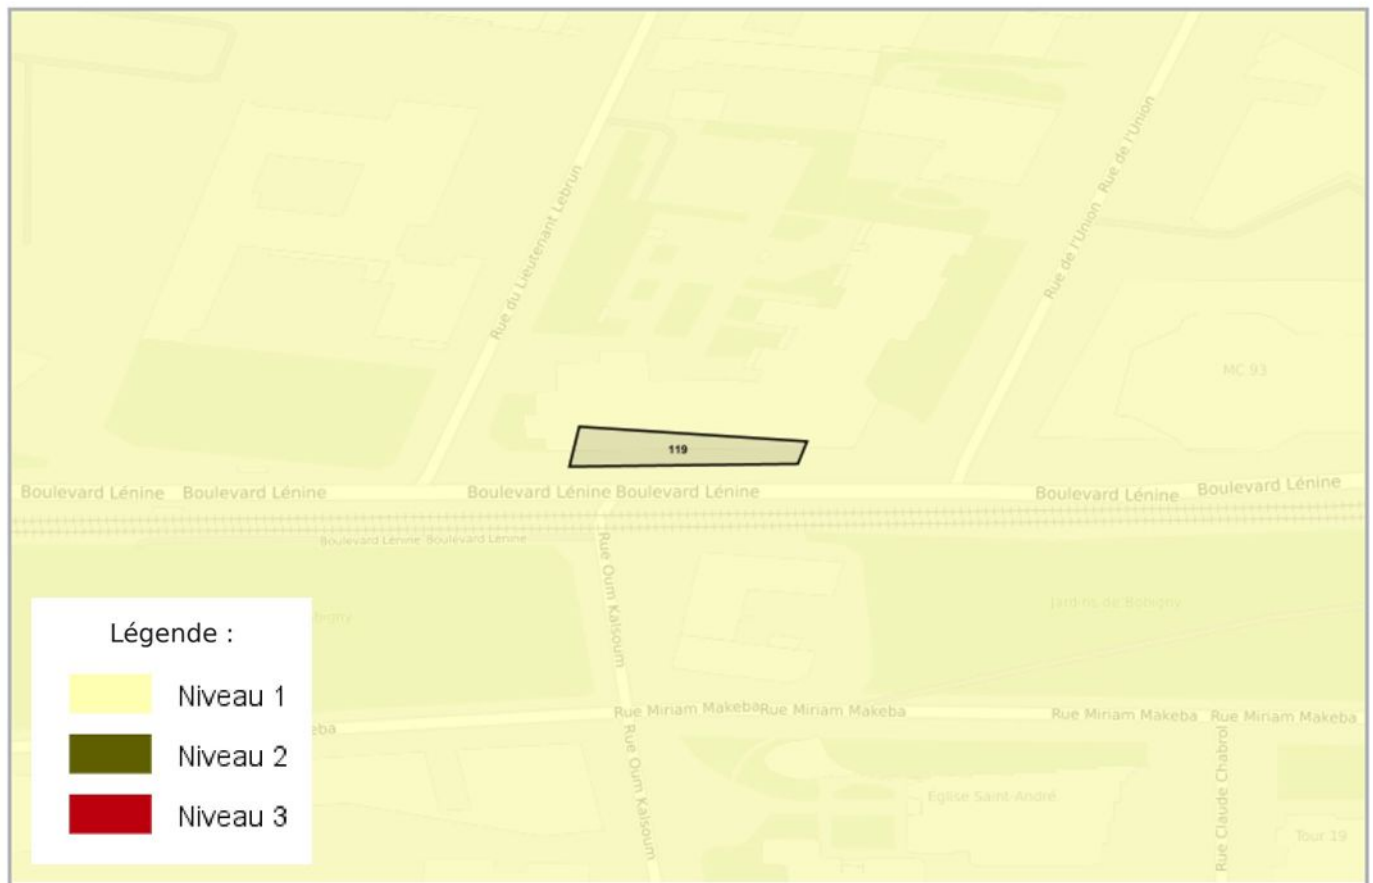 Rue du Lieutenant Lebrun
Rue de l'Union
Rue de l'Union
MC 93
119
Boulevard Lénine
Boulevard Lénine
Boulevard Lénine
Boulevard Lénine
Boulevard Lénine
Boulevard Lénine
Boulevard Lénine
Boulevard Lénine
Rue Oum Kalsoum
Jardins de Bobigny
bigny
Légende :
Niveau 1
Niveau 2
Niveau 3
eba
Rue Miriam Makeba
Rue Miriam Makeba
Rue Miriam Makeba
Rue Miriam Makeba
Rue Oum Kalsoum
Église Saint-André
Rue Claude Chabrol
Tour 19